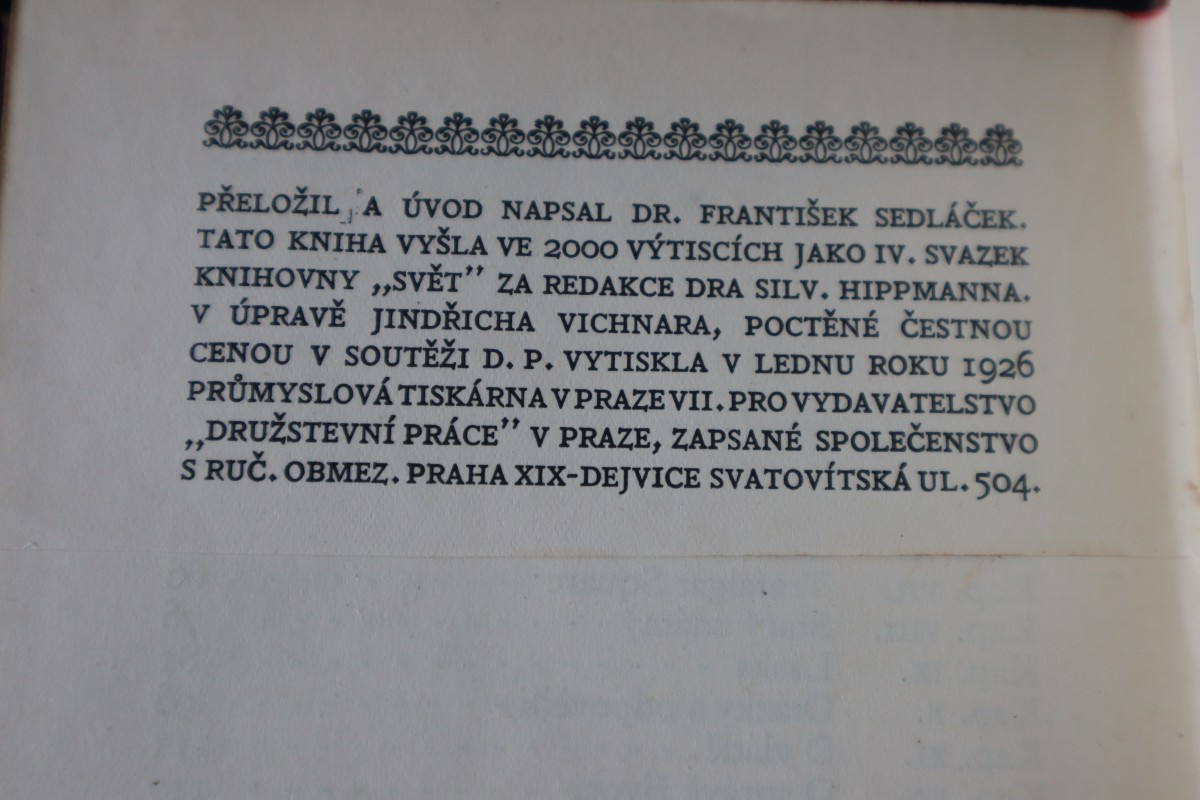 PŘELOŽIL A ÚVOD NAPSAL DR. FRANTIŠEK SEDLÁČEK.
TATO KNIHA VYŠLA VE 2000 VÝTISCÍCH JAKO IV. SVAZEK
KNIHOVNY „SVĚT” ZA REDAKCE DRA SILV. HIPPMANNA.
V ÚPRAVĚ JINDŘICHA VICHNARA, POCTĚNÉ ČESTNOU
CENOU V SOUTĚŽI D. P. VYTISKLA V LEDNU ROKU 1926
PRŮMYSLOVÁ TISKÁRNA V PRAZE VII. PRO VYDAVATELSTVO
„DRUŽSTEVNÍ PRÁCE” V PRAZE, ZAPSANÉ SPOLEČENSTVO
S RUČ. OBMEZ. PRAHA XIX-DEJVICE SVATOVÍTSKÁ UL. 504.